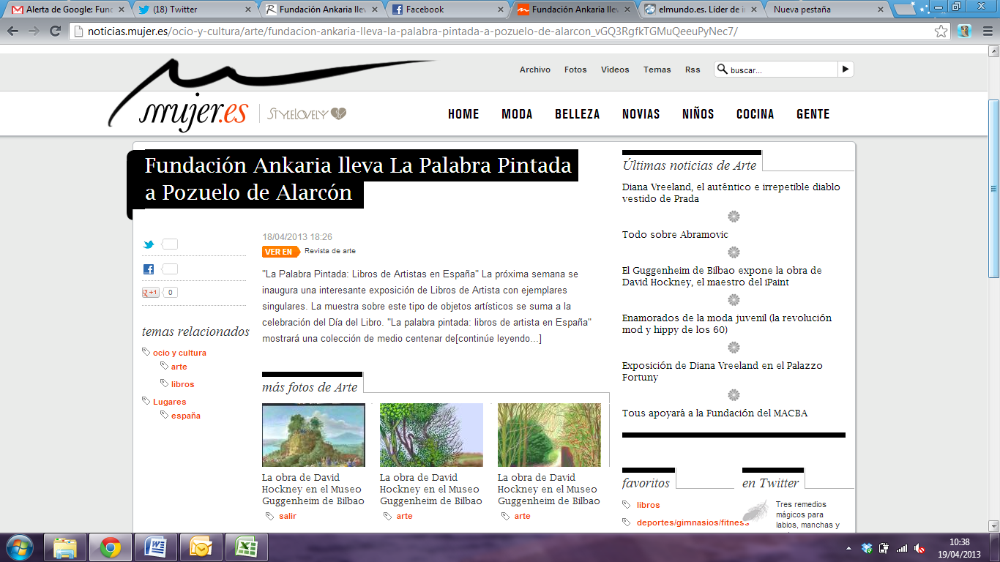 Alerta de Google: Fund
(18) Twitter
Fundación Ankaria llev
Facebook
Fundación Ankaria llev
elmundo.es. Líder de i
Nueva pestaña
noticias.mujer.es/ocio-y-cultura/arte/fundacion-ankaria-lleva-la-palabra-pintada-a-pozuelo-de-alarcon_vGQ3RgfkTGMuQeeuPyNec7/
Archivo Fotos Vídeos Temas Rss buscar...
mujer.es STYLELOVELY
HOME MODA BELLEZA NOVIAS NIÑOS COCINA GENTE
Fundación Ankaria lleva La Palabra Pintada
a Pozuelo de Alarcón
g +1 0
temas relacionados
ocio y cultura
arte
libros
Lugares
españa
18/04/2013 18:26
VER EN Revista de arte
"La Palabra Pintada: Libros de Artistas en España" La próxima semana se
inaugura una interesante exposición de Libros de Artista con ejemplares
singulares. La muestra sobre este tipo de objetos artísticos se suma a la
celebración del Día del Libro. "La palabra pintada: libros de artista en España"
mostrará una colección de medio centenar de[continúe leyendo...]
más fotos de Arte
La obra de David
Hockney en el Museo
Guggenheim de Bilbao
salir
La obra de David
Hockney en el Museo
Guggenheim de Bilbao
arte
La obra de David
Hockney en el Museo
Guggenheim de Bilbao
arte
Últimas noticias de Arte
Diana Vreeland, el auténtico e irrepetible diablo
vestido de Prada
Todo sobre Abramovic
El Guggenheim de Bilbao expone la obra de
David Hockney, el maestro del iPaint
Enamorados de la moda juvenil (la revolución
mod y hippy de los 60)
Exposición de Diana Vreeland en el Palazzo
Fortuny
Tous apoyará a la Fundación del MACBA
favoritos
libros
deportes/gimnasios/fitness
en Twitter
Tres remedios
mágicos para
labios, manchas y
10:38
19/04/2013